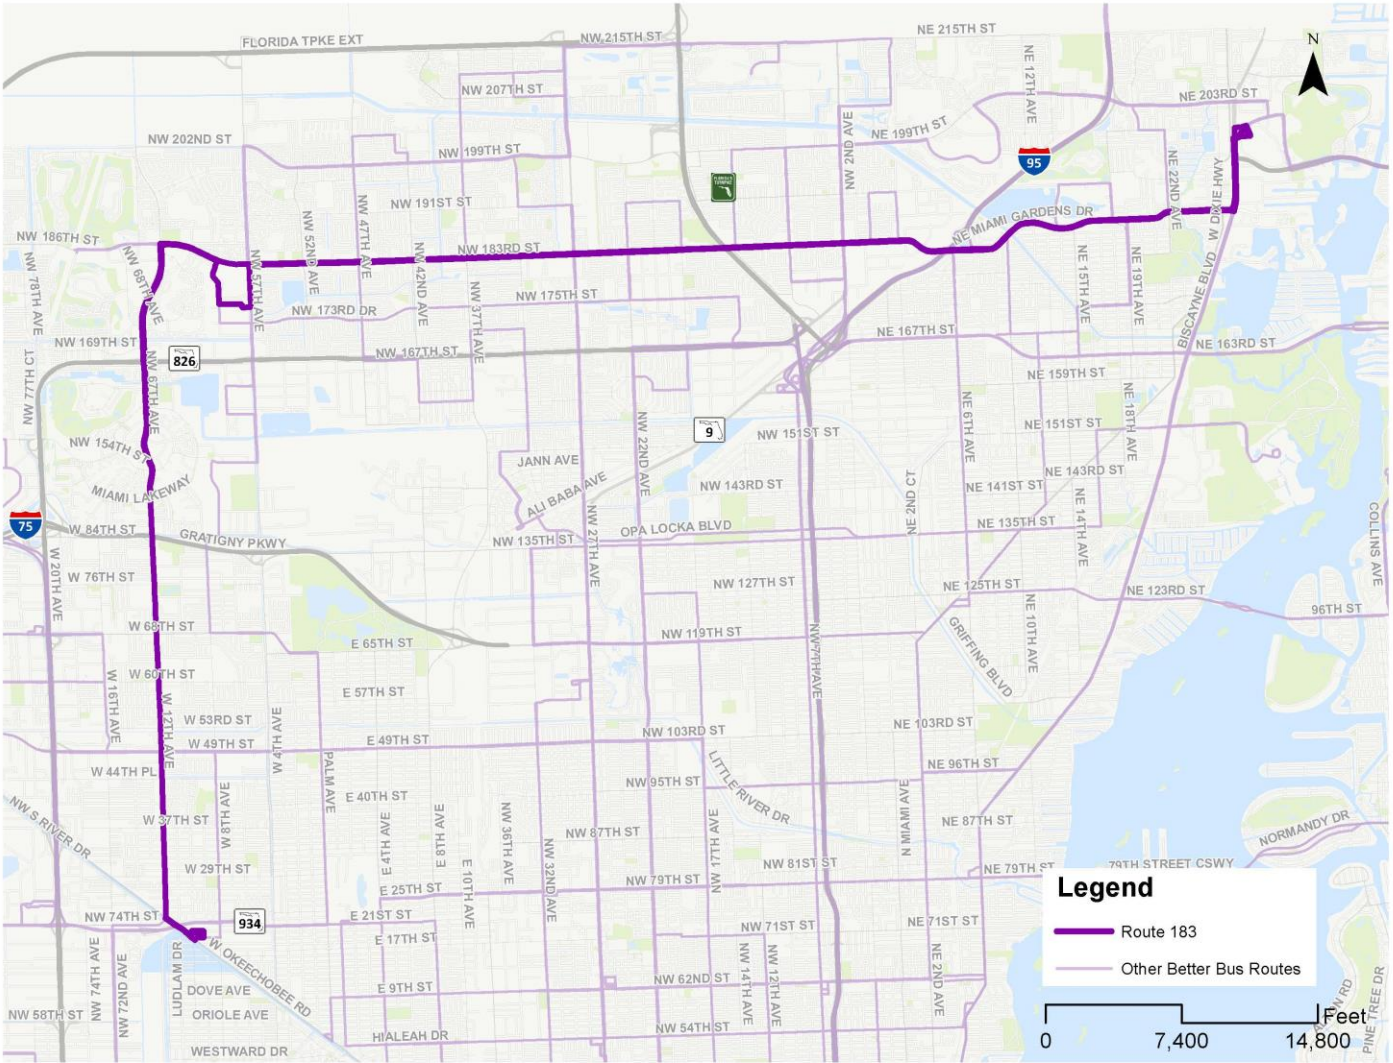 FLORIDA TPKE EXT
NW 215TH ST
NE 215TH ST
N
NW 207TH ST
NE 12TH AVE
NE 203RD ST
NW 202ND ST
NW 199TH ST
NW 2ND AVE
NE 199TH ST
95
NE 22ND AVE
W DIXIE HWY
NW 191ST ST
NE MIAMI GARDENS DR
NW 186TH ST
NW 183RD ST
NW 78TH AVE
NW 68TH AVE
NW 57TH AVE
NW 52ND AVE
NW 47TH AVE
NW 42ND AVE
NW 37TH AVE
NE 15TH AVE
NE 19TH AVE
BISCAYNE BLVD
NW 175TH ST
NW 173RD DR
NE 167TH ST
NW 169TH ST
826
NW 167TH ST
NE 163RD ST
NW 77TH CT
NW 67TH AVE
NE 159TH ST
NE 6TH AVE
NE 18TH AVE
NW 22ND AVE
9
NW 151ST ST
NE 151ST ST
NW 154TH ST
JANN AVE
NE 143RD ST
MIAMI LAKEWAY
ALI BABA AVE
NW 143RD ST
NE 2ND CT
NE 141ST ST
NE 14TH AVE
75
W 84TH ST
GRATIGNY PKWY
OPA LOCKA BLVD
NE 135TH ST
COLLINS AVE
NW 135TH ST
NW 27TH AVE
W 20TH AVE
W 76TH ST
NW 127TH ST
NE 125TH ST
NE 123RD ST
96TH ST
W 68TH ST
E 65TH ST
NW 119TH ST
NW 7TH AVE
GRIFFING BLVD
NE 10TH AVE
W 60TH ST
W 16TH AVE
W 12TH AVE
E 57TH ST
W 53RD ST
W 4TH AVE
NE 103RD ST
W 49TH ST
E 49TH ST
NW 103RD ST
W 44TH PL
PALM AVE
NW 95TH ST
LITTLE RIVER DR
NE 96TH ST
NW S RIVER DR
W 8TH AVE
E 40TH ST
E 4TH AVE
E 8TH AVE
NW 36TH AVE
NW 17TH AVE
N MIAMI AVE
W 37TH ST
NW 87TH ST
NE 87TH ST
NORMANDY DR
W 29TH ST
E 10TH AVE
NW 32ND AVE
NW 81ST ST
NE 79TH ST
79TH STREET CSWY
E 25TH ST
NW 79TH ST
Legend
NW 74TH ST
934
E 21ST ST
NW 71ST ST
NE 71ST ST
Route 183
E 17TH ST
NW 74TH AVE
NW 72ND AVE
LUDLAM DR
W OKEECHOBEE RD
NW 14TH AVE
NW 12TH AVE
NE 2ND AVE
Other Better Bus Routes
DOVE AVE
E 9TH ST
NW 62ND ST
NW 58TH ST
ORIOLE AVE
Feet
PINE TREE DR
HIALEAH DR
NW 54TH ST
0
7,400
14,800
WESTWARD DR